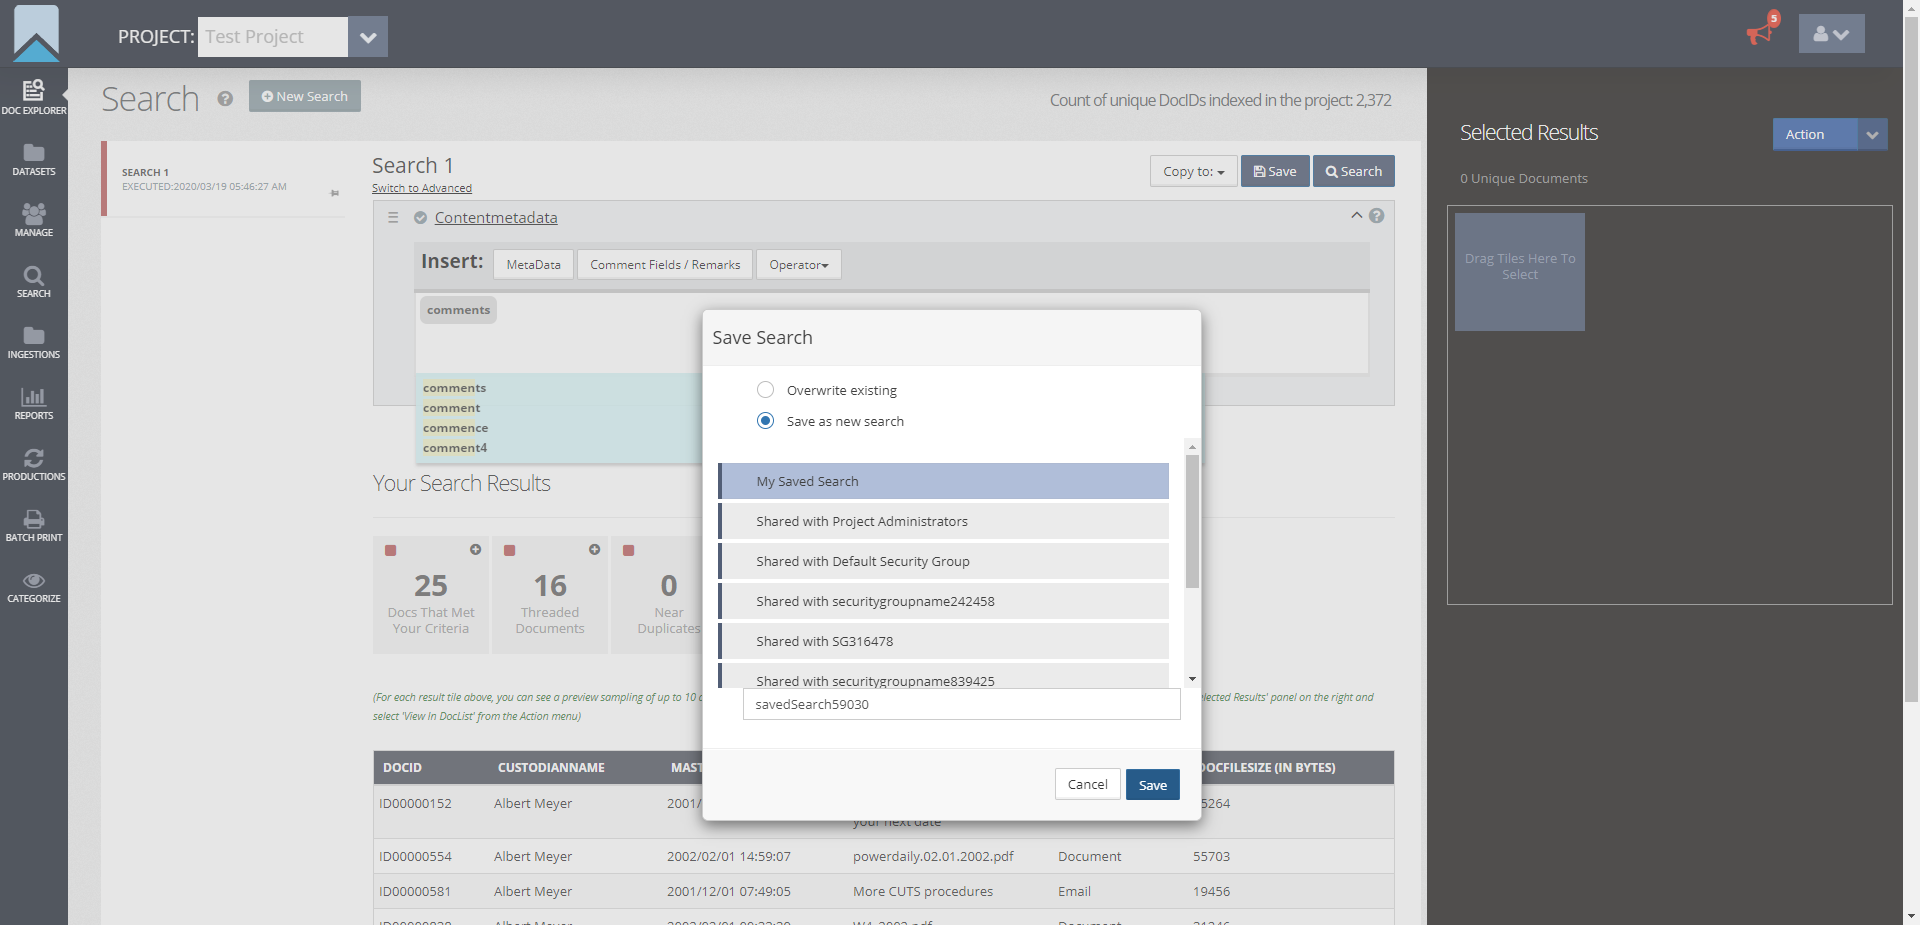 PROJECT: Test Project
5
DOC EXPLORER
DATASETS
MANAGE
SEARCH
INGESTIONS
REPORTS
PRODUCTIONS
BATCH PRINT
CATEGORIZE
Search ? New Search
Count of unique DocIDs indexed in the project: 2,372
SEARCH 1
EXECUTED:2020/03/19 05:46:27 AM
Search 1
Switch to Advanced
Copy to: Save Search
Contentmetadata ?
Insert: MetaData Comment Fields / Remarks Operator
comments
comments
comment
commence
comment4
Your Search Results
25
Docs That Met
Your Criteria
16
Threaded
Documents
0
Near
Duplicates
(For each result tile above, you can see a preview sampling of up to 10
lected Results' panel on the right and
select 'View In DocList' from the Action menu)
DOCID CUSTODIANNAME MAST OCFILESIZE (IN BYTES)
ID00000152 Albert Meyer 2001/ 5264
your next date
ID00000554 Albert Meyer 2002/02/01 14:59:07 powerdaily.02.01.2002.pdf Document 55703
ID00000581 Albert Meyer 2001/12/01 07:49:05 More CUTS procedures Email 19456
Save Search
Overwrite existing
Save as new search
My Saved Search
Shared with Project Administrators
Shared with Default Security Group
Shared with securitygroupname242458
Shared with SG316478
Shared with securitygroupname839425
savedSearch59030
Cancel Save
Selected Results
Action
0 Unique Documents
Drag Tiles Here To
Select